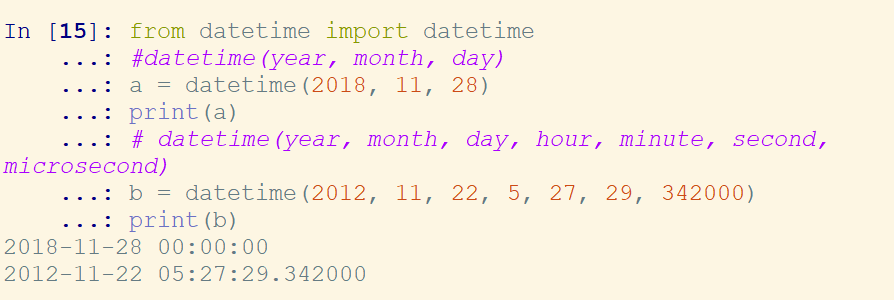 In [15]: from datetime import datetime
    ...: #datetime(year, month, day)
    ...: a = datetime(2018, 11, 28)
    ...: print(a)
    ...: # datetime(year, month, day, hour, minute, second,
microsecond)
    ...: b = datetime(2012, 11, 22, 5, 27, 29, 342000)
    ...: print(b)
2018-11-28 00:00:00
2012-11-22 05:27:29.342000